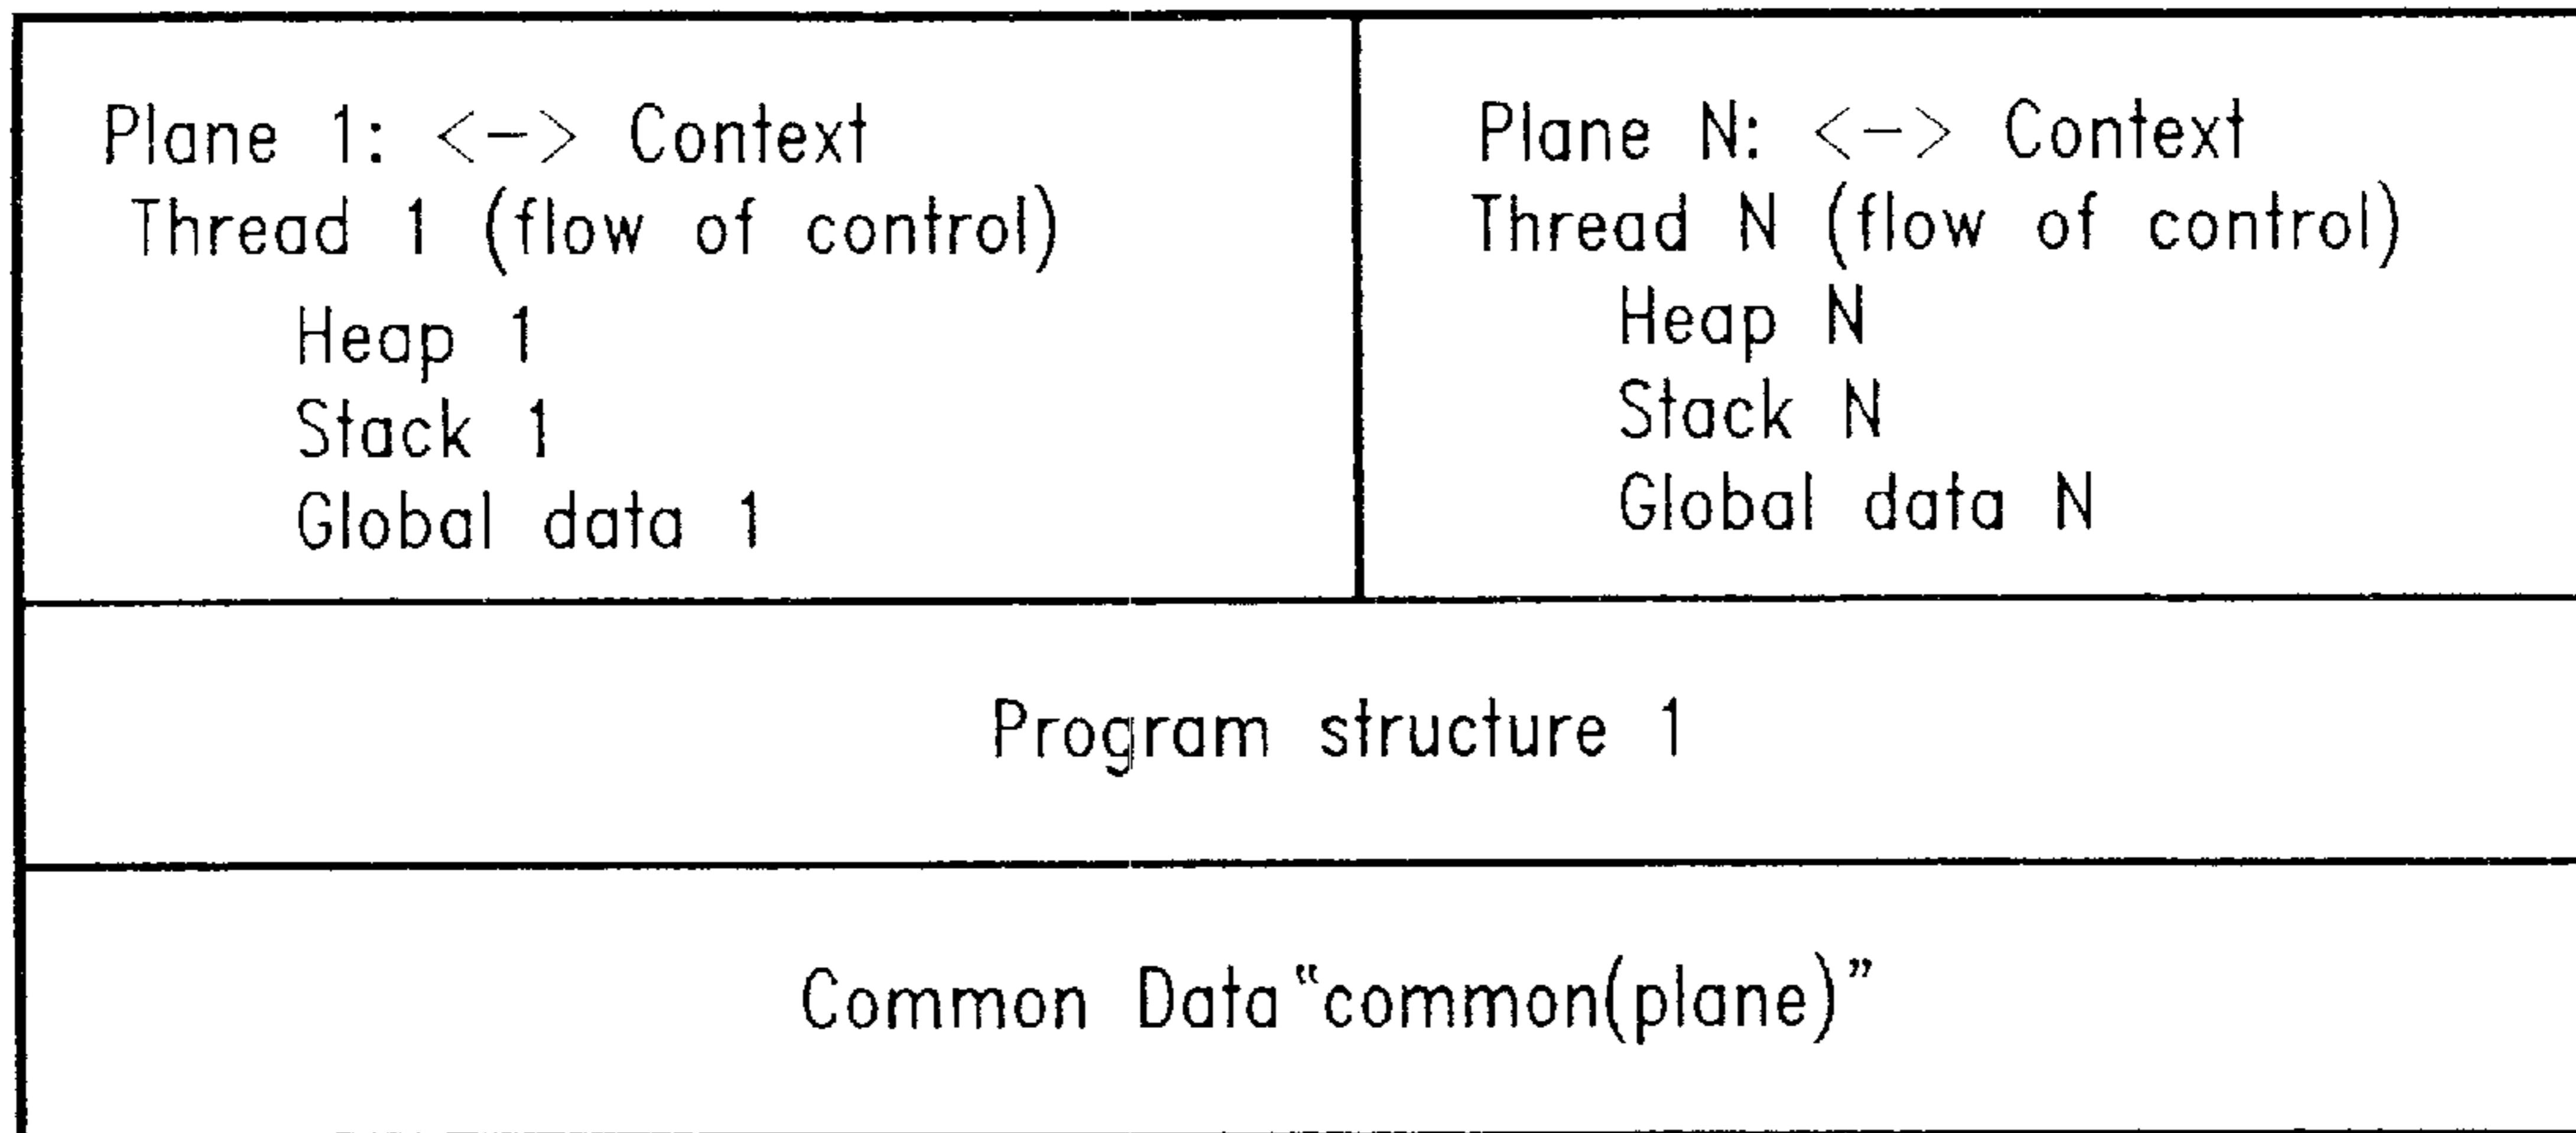 Plane 1: <-> Context
Thread 1 (flow of control)
Heap 1
Stack 1
Global data 1
Plane N: <-> Context
Thread N (flow of control)
Heap N
Stack N
Global data N
Program structure 1
Common Data “common(plane)”